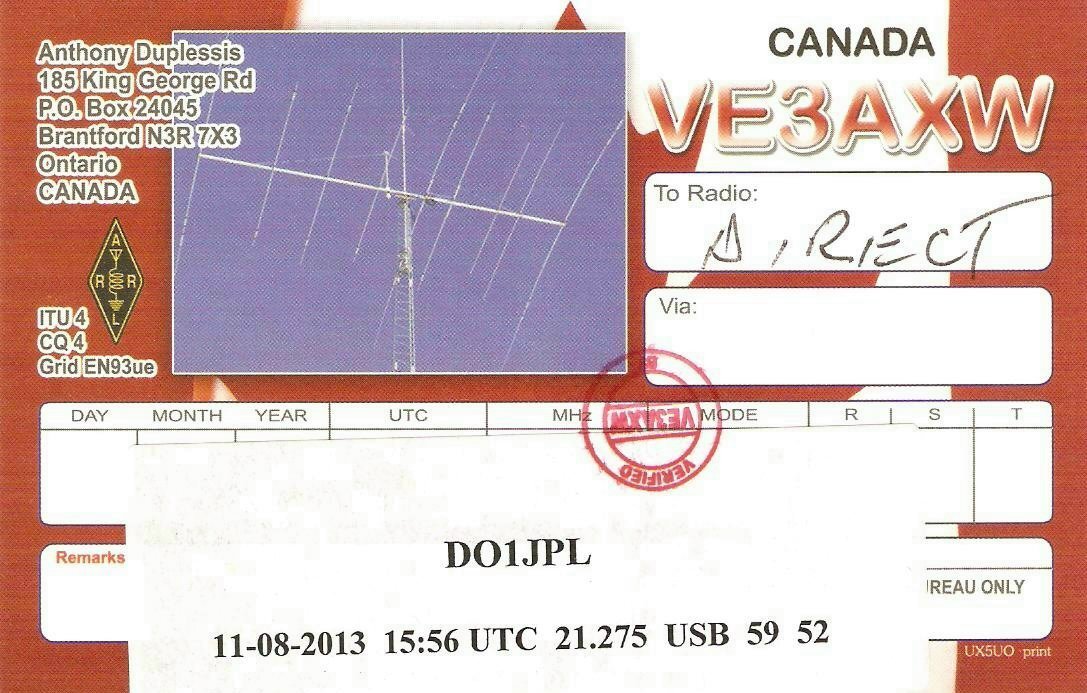 Anthony Duplessis
185 King George Rd
P.O. Box 24045
Brantford N3R 7X3
Ontario
CANADA
A
R R
L
ITU 4
CQ 4
Grid EN93ue
CANADA
VE3AXW
To Radio:
DIRECT
Via:
DAY MONTH YEAR UTC MHz MODE R S T
VE3AXW
VERIFIED
Remarks
UREAU ONLY
DO1JPL
11-08-2013 15:56 UTC 21.275 USB 59 52
UX5UO print